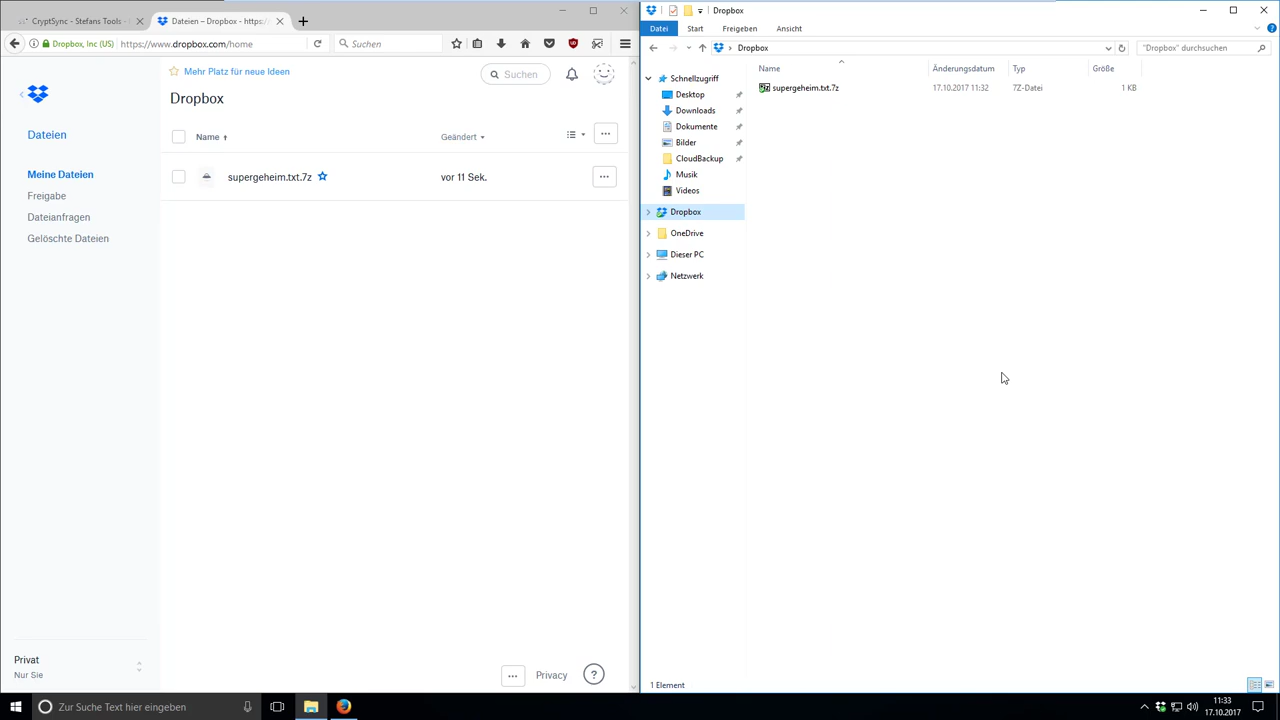 CryptSync - Stefans Tools -
Dateien – Dropbox - https:/
Dropbox, Inc (US)
https://www.dropbox.com/home
Suchen
Mehr Platz für neue Ideen
Suchen
Dropbox
Dateien
Name
Geändert
Meine Dateien
supergeheim.txt.7z
vor 11 Sek.
Freigabe
Dateianfragen
Gelöschte Dateien
Privat
Nur Sie
Privacy
?
Dropbox
Datei
Start
Freigeben
Ansicht
Dropbox
"Dropbox" durchsuchen
Name
Änderungsdatum
Typ
Größe
supergeheim.txt.7z
17.10.2017 11:32
7Z-Datei
1 KB
Schnellzugriff
Desktop
Downloads
Dokumente
Bilder
CloudBackup
Musik
Videos
Dropbox
OneDrive
Dieser PC
Netzwerk
1 Element
Zur Suche Text hier eingeben
11:33
17.10.2017